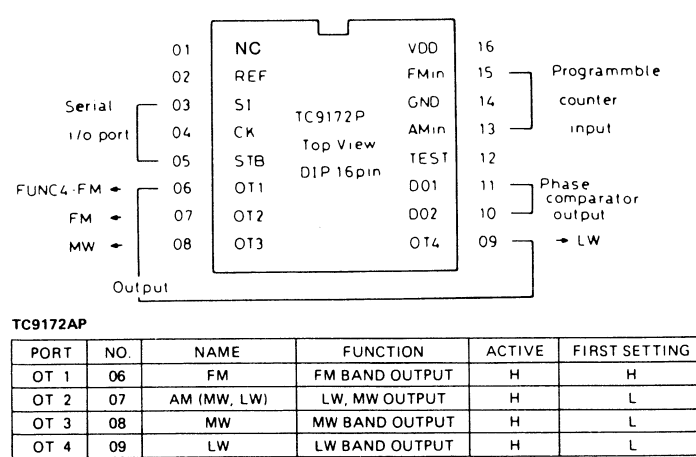 01 NC VDD 16
02 REF FMin 15 Programmble
Serial 03 S1 GND 14 counter
i/o port 04 CK TC9172P AMin 13 input
05 STB Top View TEST 12
FUNC4·FM 06 OT1 DIP 16pin DO1 11 Phase
comparator
FM 07 OT2 DO2 10 output
MW 08 OT3 OT4 09 LW
Output
TC9172AP
PORT NO. NAME FUNCTION ACTIVE FIRST SETTING
OT 1 06 FM FM BAND OUTPUT H H
OT 2 07 AM (MW, LW) LW, MW OUTPUT H L
OT 3 08 MW MW BAND OUTPUT H L
OT 4 09 LW LW BAND OUTPUT H L